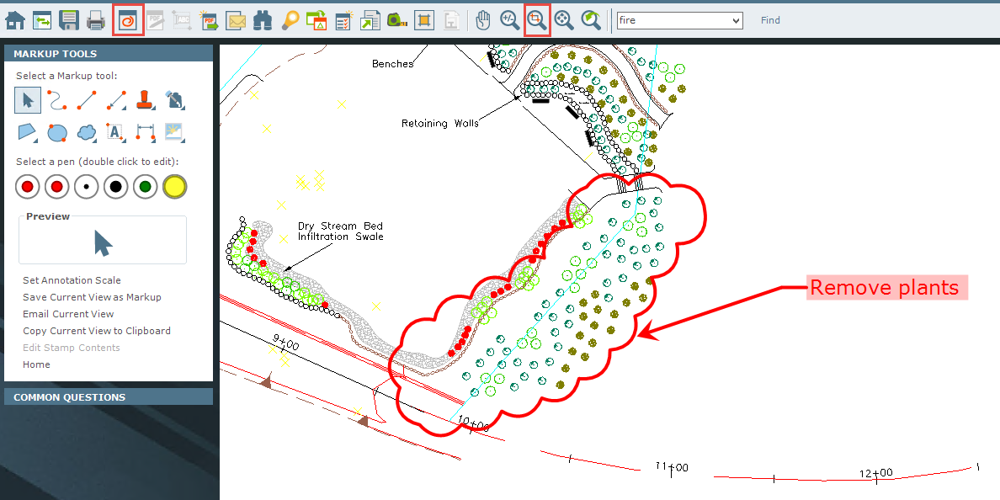 fire
Find
MARKUP TOOLS
Select a Markup tool:
A
Select a pen (double click to edit):
Preview
Set Annotation Scale
Save Current View as Markup
Email Current View
Copy Current View to Clipboard
Edit Stamp Contents
Home
COMMON QUESTIONS
Benches
Retaining Walls
Dry Stream Bed
Infiltration Swale
Remove plants
9+00
10+00
11+00
12+00